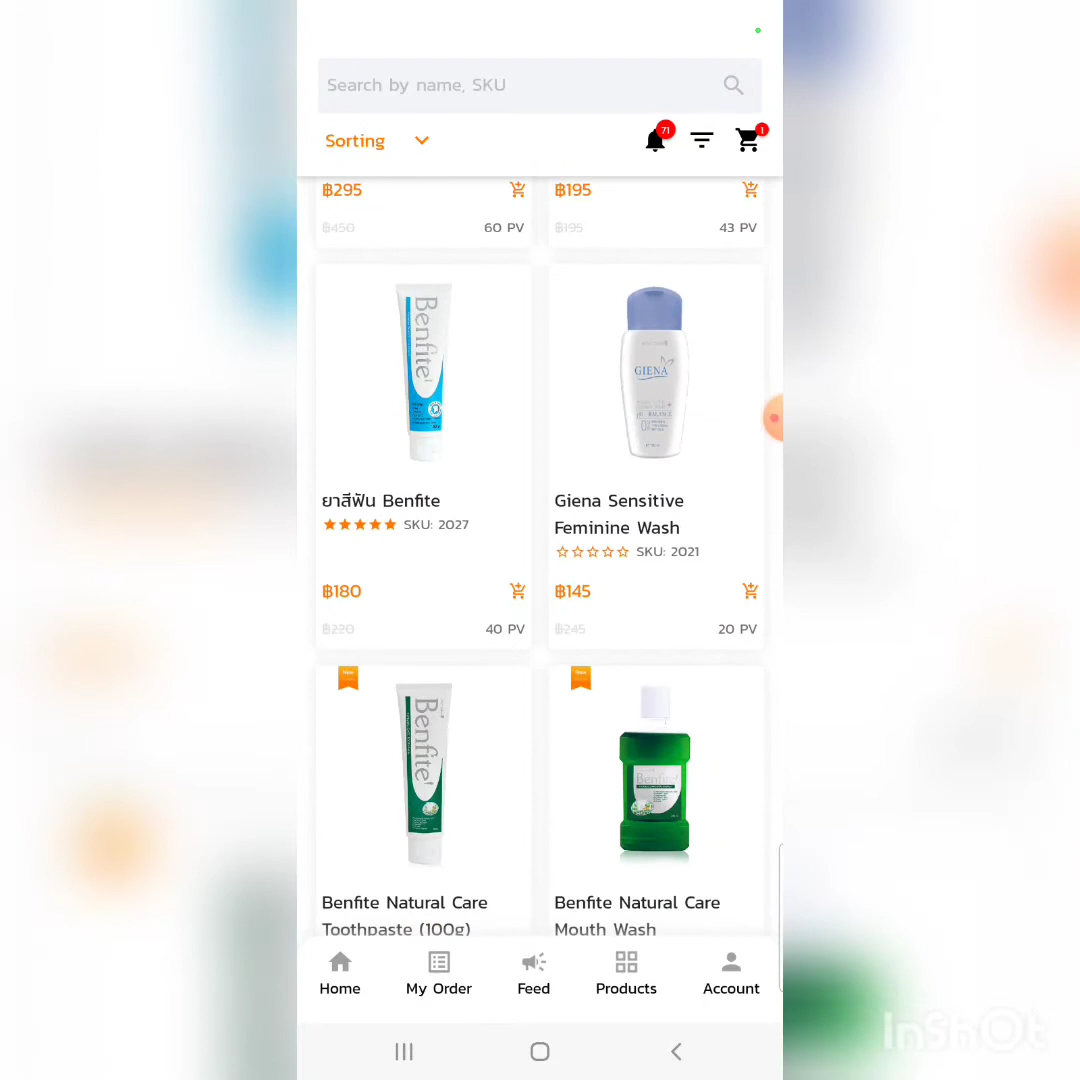 Search by name, SKU
Sorting
71
1
฿295
฿195
฿450
60 PV
฿195
43 PV
Benfite
GIENA
ยาสีฟัน Benfite
SKU: 2027
Giena Sensitive
Feminine Wash
SKU: 2021
฿180
฿145
฿220
40 PV
฿245
20 PV
New
New
Benfite
Benfite
Benfite Natural Care
Toothpaste (100g)
Benfite Natural Care
Mouth Wash
Home
My Order
Feed
Products
Account
InShOt